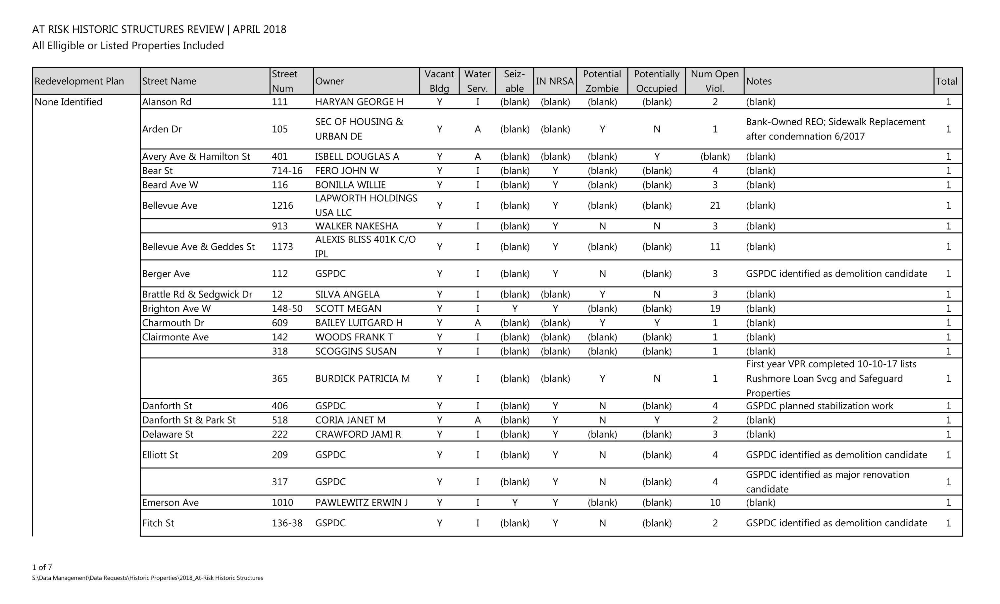 AT RISK HISTORIC STRUCTURES REVIEW | APRIL 2018
All Elligible or Listed Properties Included
Redevelopment Plan Street Name Street Num Owner Vacant Bldg Water Serv. Seiz-able IN NRSA Potential Zombie Potentially Occupied Num Open Viol. Notes Total
None Identified Alanson Rd 111 HARYAN GEORGE H Y I (blank) (blank) (blank) (blank) 2 (blank) 1
Arden Dr 105 SEC OF HOUSING & URBAN DE Y A (blank) (blank) Y N 1 Bank-Owned REO; Sidewalk Replacement after condemnation 6/2017 1
Avery Ave & Hamilton St 401 ISBELL DOUGLAS A Y A (blank) (blank) (blank) Y (blank) (blank) 1
Bear St 714-16 FERO JOHN W Y I (blank) Y (blank) (blank) 4 (blank) 1
Beard Ave W 116 BONILLA WILLIE Y I (blank) Y (blank) (blank) 3 (blank) 1
Bellevue Ave 1216 LAPWORTH HOLDINGS USA LLC Y I (blank) Y (blank) (blank) 21 (blank) 1
913 WALKER NAKESHA Y I (blank) Y N N 3 (blank) 1
Bellevue Ave & Geddes St 1173 ALEXIS BLISS 401K C/O IPL Y I (blank) Y (blank) (blank) 11 (blank) 1
Berger Ave 112 GSPDC Y I (blank) Y N (blank) 3 GSPDC identified as demolition candidate 1
Brattle Rd & Sedgwick Dr 12 SILVA ANGELA Y I (blank) (blank) Y N 3 (blank) 1
Brighton Ave W 148-50 SCOTT MEGAN Y I Y Y (blank) (blank) 19 (blank) 1
Charmouth Dr 609 BAILEY LUITGARD H Y A (blank) (blank) Y Y 1 (blank) 1
Clairmonte Ave 142 WOODS FRANK T Y I (blank) (blank) (blank) (blank) 1 (blank) 1
318 SCOGGINS SUSAN Y I (blank) (blank) (blank) (blank) 1 (blank) 1
365 BURDICK PATRICIA M Y I (blank) (blank) Y N 1 First year VPR completed 10-10-17 lists Rushmore Loan Svcg and Safeguard Properties 1
Danforth St 406 GSPDC Y I (blank) Y N (blank) 4 GSPDC planned stabilization work 1
Danforth St & Park St 518 CORIA JANET M Y A (blank) Y N Y 2 (blank) 1
Delaware St 222 CRAWFORD JAMI R Y I (blank) Y (blank) (blank) 3 (blank) 1
Elliott St 209 GSPDC Y I (blank) Y N (blank) 4 GSPDC identified as demolition candidate 1
317 GSPDC Y I (blank) Y N (blank) 4 GSPDC identified as major renovation candidate 1
Emerson Ave 1010 PAWLEWITZ ERWIN J Y I Y Y (blank) (blank) 10 (blank) 1
Fitch St 136-38 GSPDC Y I (blank) Y N (blank) 2 GSPDC identified as demolition candidate 1
1 of 7
S:\Data Management\Data Requests\Historic Properties\2018_At-Risk Historic Structures